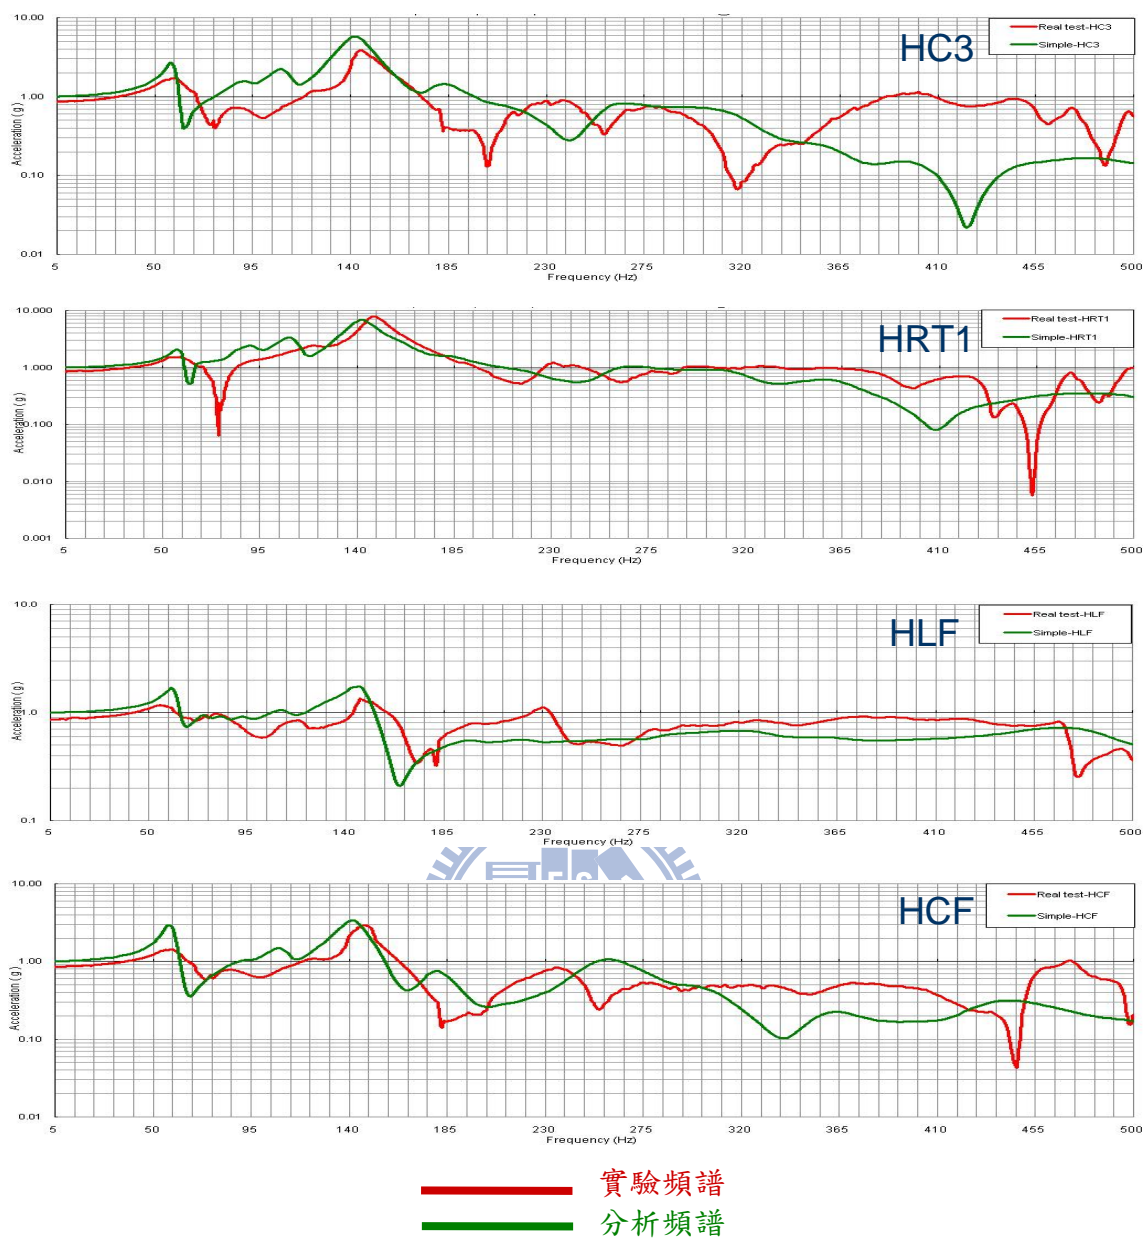 10.00
HC3
Real test-HC3
Simple-HC3
1.00
Acceleration (g)
0.10
0.01
5 50 95 140 185 230 275 320 365 410 455 500
Frequency (Hz)
10.000
HRT1
Real test-HRT1
Simple-HRT1
1.000
Acceleration (g)
0.100
0.010
0.001
5 50 95 140 185 230 275 320 365 410 455 500
Frequency (Hz)
10.0
HLF
Real test-HLF
Simple-HLF
1.0
Acceleration (g)
0.1
5 50 95 140 185 230 275 320 365 410 455 500
Frequency (Hz)
10.00
HCF
Real test-HCF
Simple-HCF
1.00
Acceleration (g)
0.10
0.01
5 50 95 140 185 230 275 320 365 410 455 500
Frequency (Hz)
實驗頻譜
分析頻譜